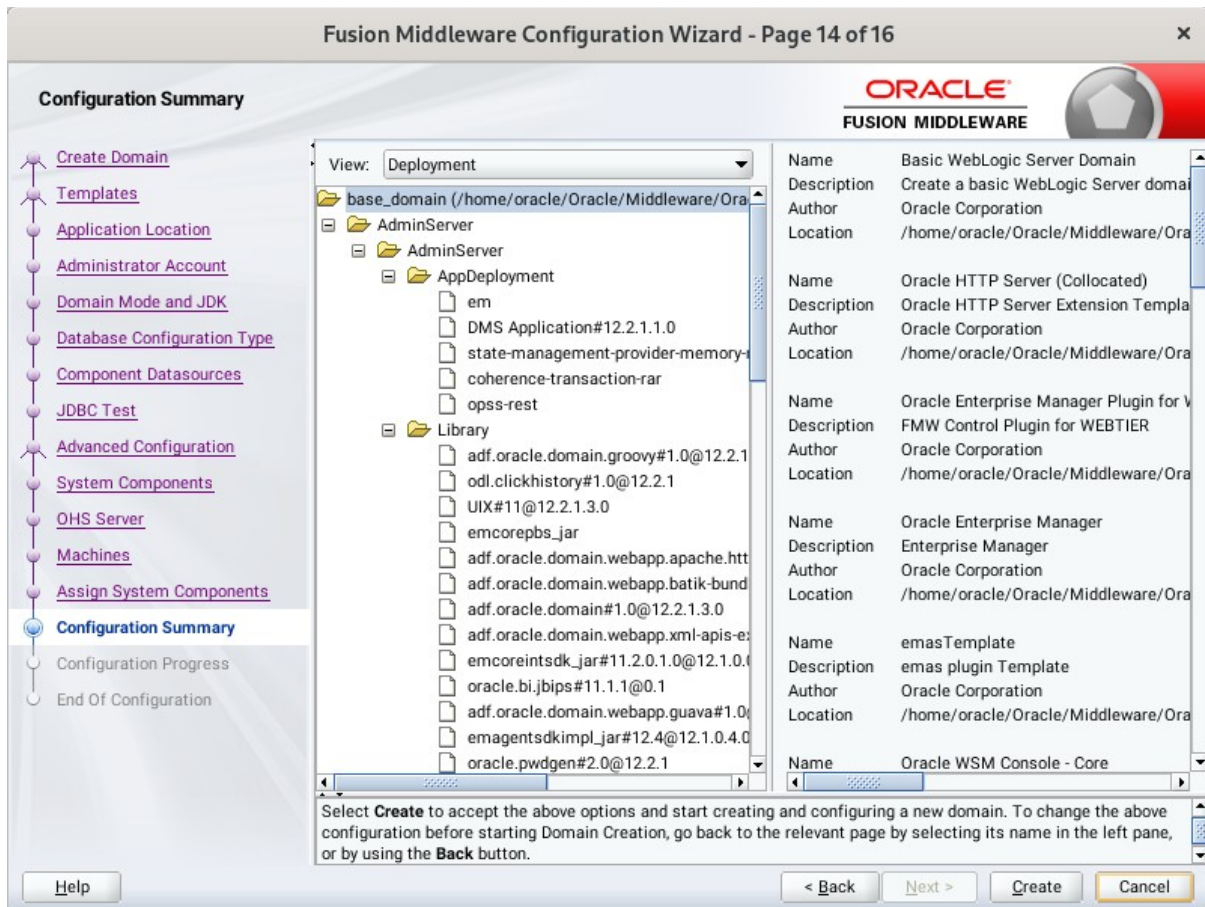 Fusion Middleware Configuration Wizard - Page 14 of 16
Configuration Summary
ORACLE
FUSION MIDDLEWARE
Create Domain
Templates
Application Location
Administrator Account
Domain Mode and JDK
Database Configuration Type
Component Datasources
JDBC Test
Advanced Configuration
System Components
OHS Server
Machines
Assign System Components
Configuration Summary
Configuration Progress
End Of Configuration
View: Deployment
base_domain (/home/oracle/Oracle/Middleware/Ora
AdminServer
AdminServer
AppDeployment
em
DMS Application#12.2.1.1.0
state-management-provider-memory-
coherence-transaction-rar
opss-rest
Library
adf.oracle.domain.groovy#1.0@12.2.1
odl.clickhistory#1.0@12.2.1
UIX#11@12.2.1.3.0
emcorepbs_jar
adf.oracle.domain.webapp.apache.htt
adf.oracle.domain.webapp.batik-bund
adf.oracle.domain#1.0@12.2.1.3.0
adf.oracle.domain.webapp.xml-apis-e
emcoreintsdk_jar#11.2.0.1.0@12.1.0.
oracle.bi.jbips#11.1.1@0.1
adf.oracle.domain.webapp.guava#1.0
emagentsdkimpl_jar#12.4@12.1.0.4.0
oracle.pwdgen#2.0@12.2.1
Name Basic WebLogic Server Domain
Description Create a basic WebLogic Server domai
Author Oracle Corporation
Location /home/oracle/Oracle/Middleware/Ora
Name Oracle HTTP Server (Collocated)
Description Oracle HTTP Server Extension Templa
Author Oracle Corporation
Location /home/oracle/Oracle/Middleware/Ora
Name Oracle Enterprise Manager Plugin for
Description FMW Control Plugin for WEBTIER
Author Oracle Corporation
Location /home/oracle/Oracle/Middleware/Ora
Name Oracle Enterprise Manager
Description Enterprise Manager
Author Oracle Corporation
Location /home/oracle/Oracle/Middleware/Ora
Name emasTemplate
Description emas plugin Template
Author Oracle Corporation
Location /home/oracle/Oracle/Middleware/Ora
Name Oracle WSM Console - Core
Select Create to accept the above options and start creating and configuring a new domain. To change the above
configuration before starting Domain Creation, go back to the relevant page by selecting its name in the left pane,
or by using the Back button.
Help
< Back
Next >
Create
Cancel